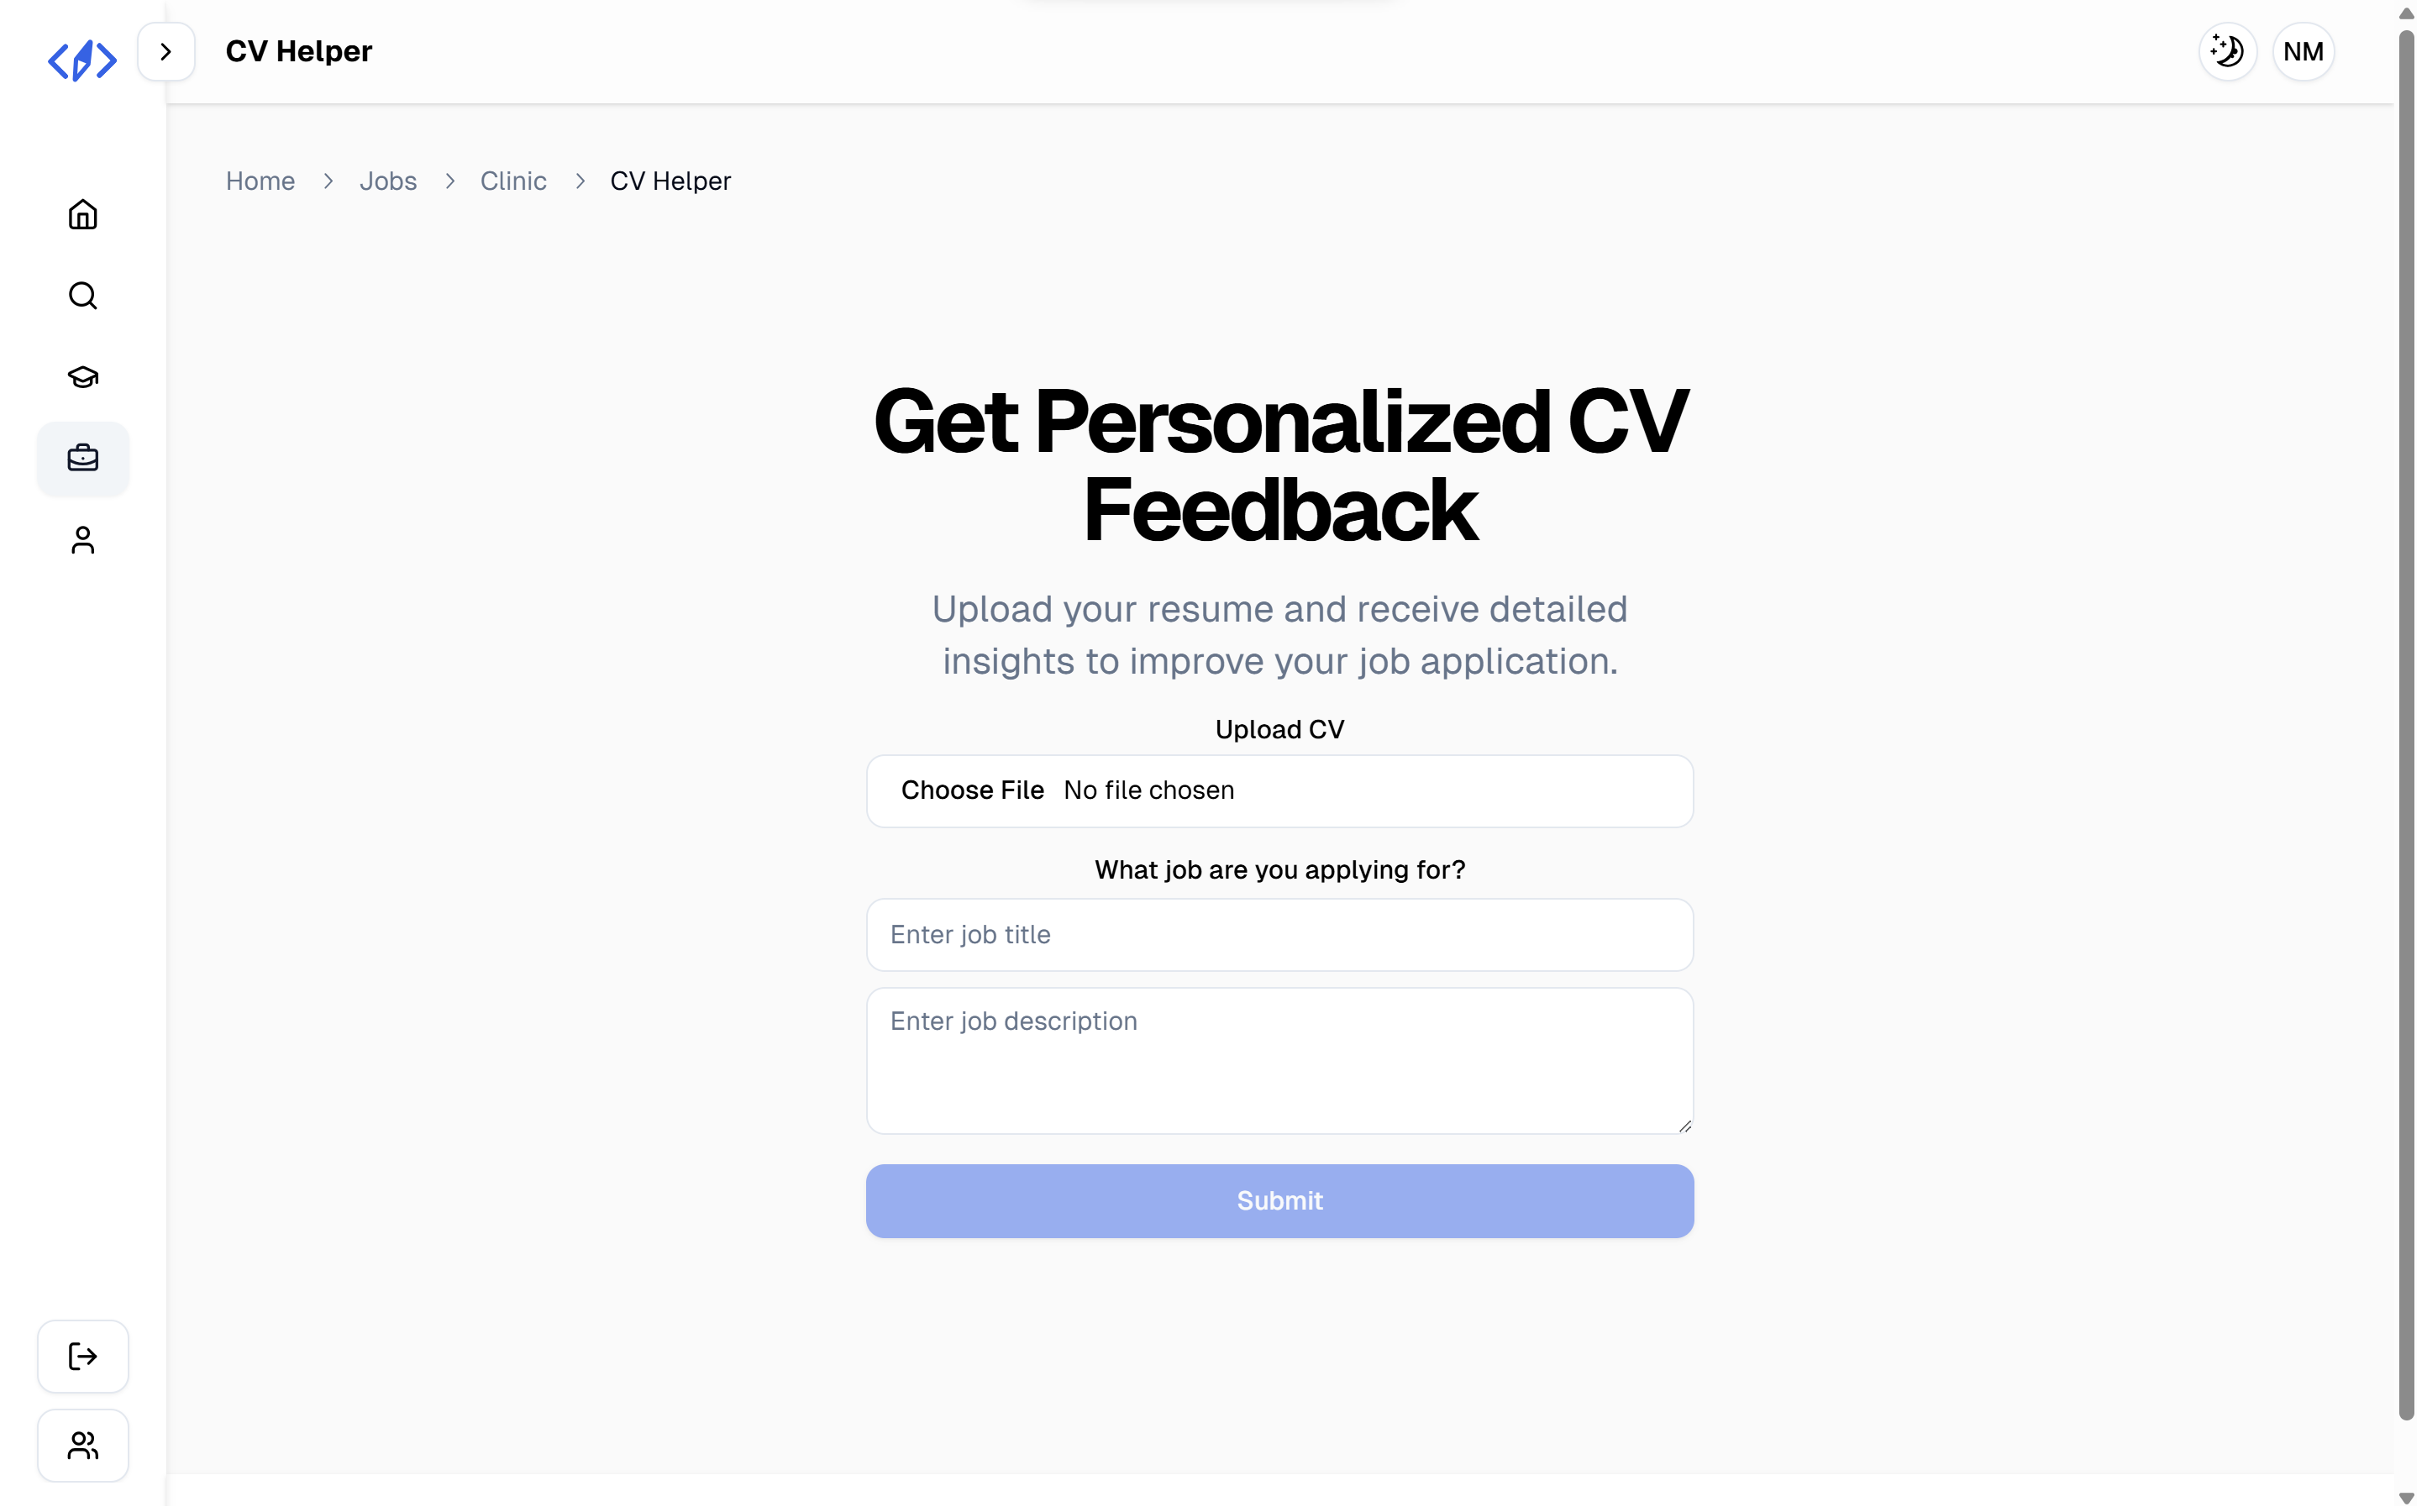 CV Helper
NM
Home
Jobs
Clinic
CV Helper
Get Personalized CV
Feedback
Upload your resume and receive detailed
insights to improve your job application.
Upload CV
Choose File No file chosen
What job are you applying for?
Enter job title
Enter job description
Submit